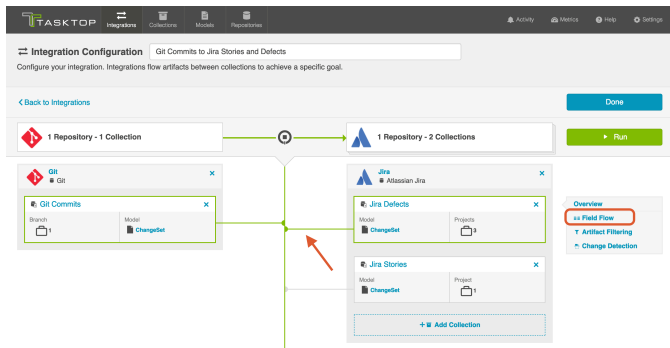 TASKTOP
Integrations
Collections
Models
Repositories
Activity
Metrics
Help
Settings
Integration Configuration
Git Commits to Jira Stories and Defects
Configure your integration. Integrations flow artifacts between collections to achieve a specific goal.
Back to Integrations
Done
1 Repository - 1 Collection
1 Repository - 2 Collections
Run
Git
Git
Git Commits
Branch
1
Model
ChangeSet
Jira
Atlassian Jira
Jira Defects
Model
ChangeSet
Projects
3
Jira Stories
Model
ChangeSet
Project
1
+ Add Collection
Overview
Field Flow
Artifact Filtering
Change Detection